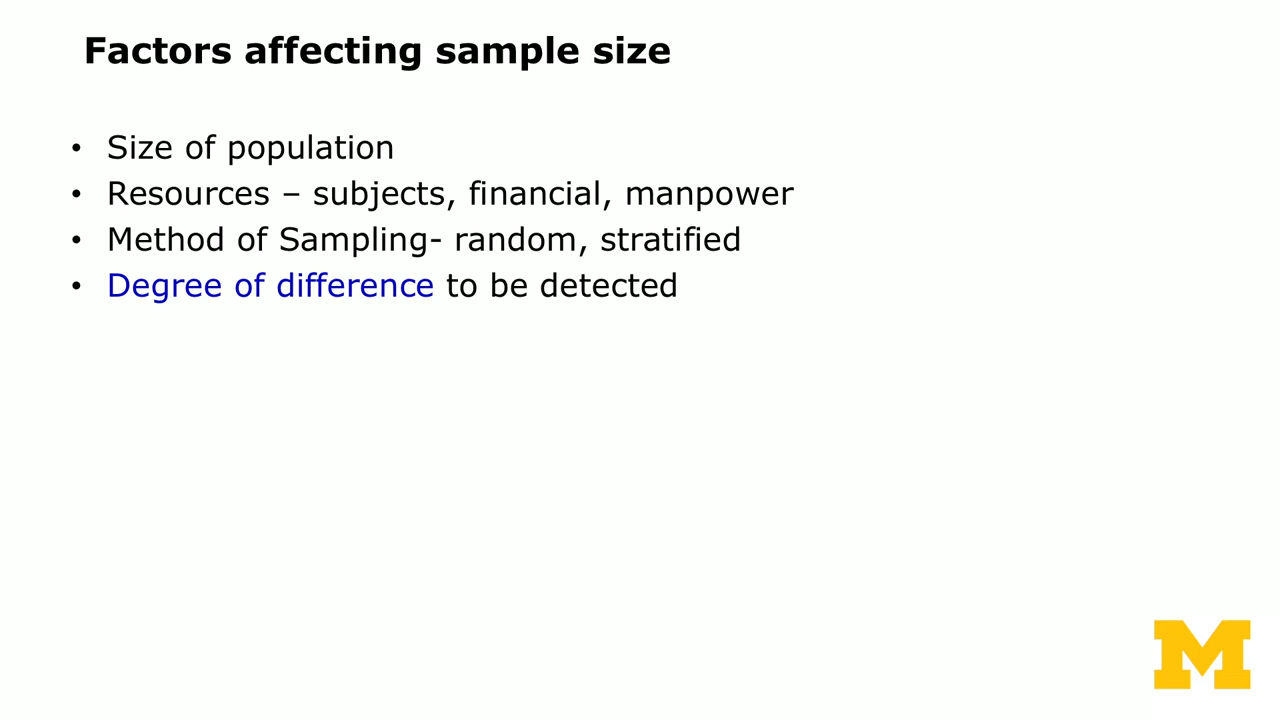 Factors affecting sample size
• Size of population
• Resources – subjects, financial, manpower
• Method of Sampling- random, stratified
• Degree of difference to be detected
M